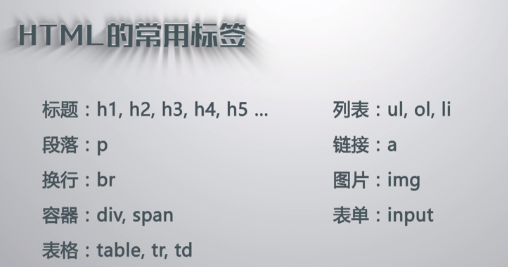 HTML的常用标签
标题：h1, h2, h3, h4, h5 ...
段落：p
换行：br
容器：div, span
表格：table, tr, td
列表：ul, ol, li
链接：a
图片：img
表单：input